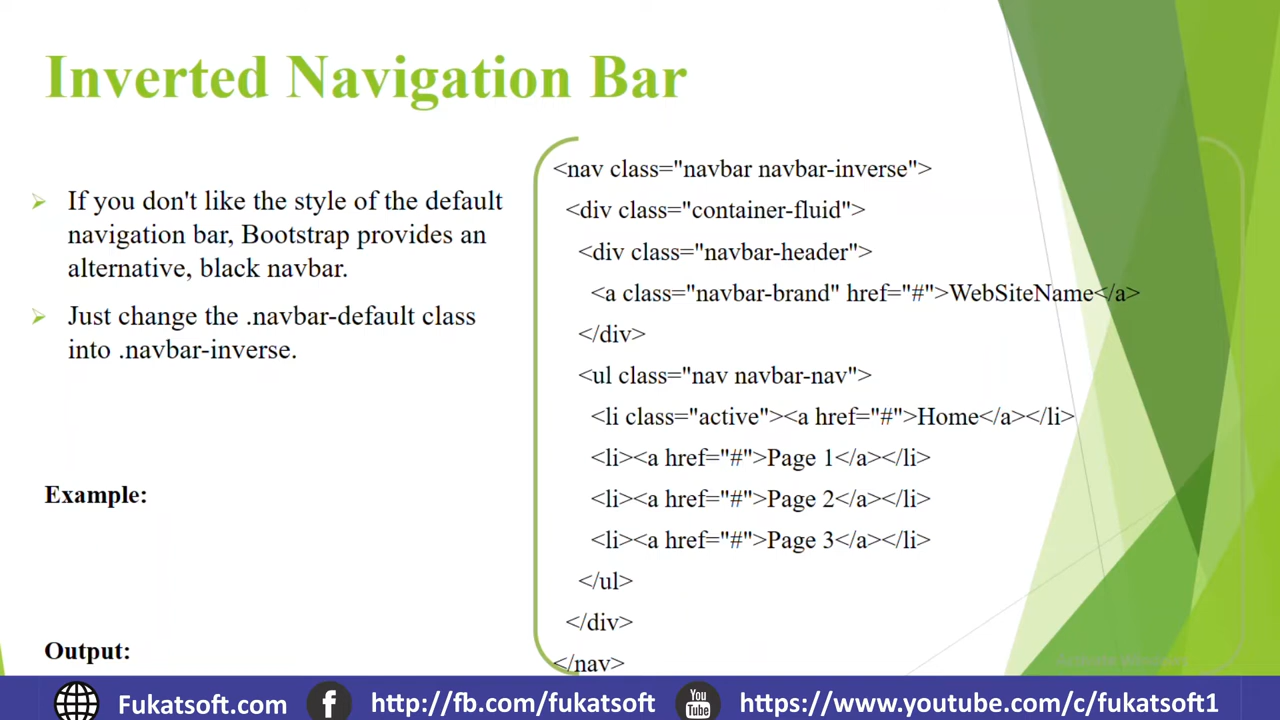 Inverted Navigation Bar
If you don't like the style of the default
navigation bar, Bootstrap provides an
alternative, black navbar.
Just change the .navbar-default class
into .navbar-inverse.
Example:
Output:
<nav class="navbar navbar-inverse">
<div class="container-fluid">
<div class="navbar-header">
<a class="navbar-brand" href="#">WebSiteName</a>
</div>
<ul class="nav navbar-nav">
<li class="active"><a href="#">Home</a></li>
<li><a href="#">Page 1</a></li>
<li><a href="#">Page 2</a></li>
<li><a href="#">Page 3</a></li>
</ul>
</div>
</nav>
Fukatsoft.com
f
http://fb.com/fukatsoft
You
Tube
https://www.youtube.com/c/fukatsoft1